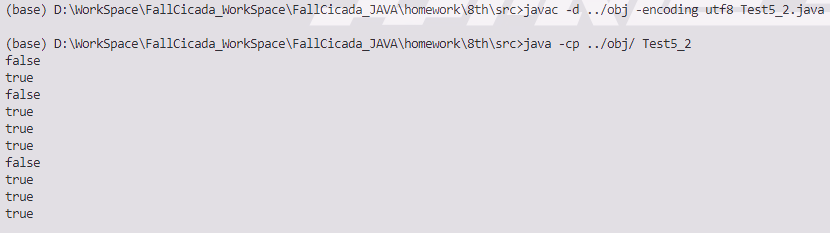 (base) D:\WorkSpace\FallCicada_WorkSpace\FallCicada_JAVA\homework\8th\src>javac -d ../obj -encoding utf8 Test5_2.java
(base) D:\WorkSpace\FallCicada_WorkSpace\FallCicada_JAVA\homework\8th\src>java -cp ../obj/ Test5_2
false
true
false
true
true
true
false
true
true
true